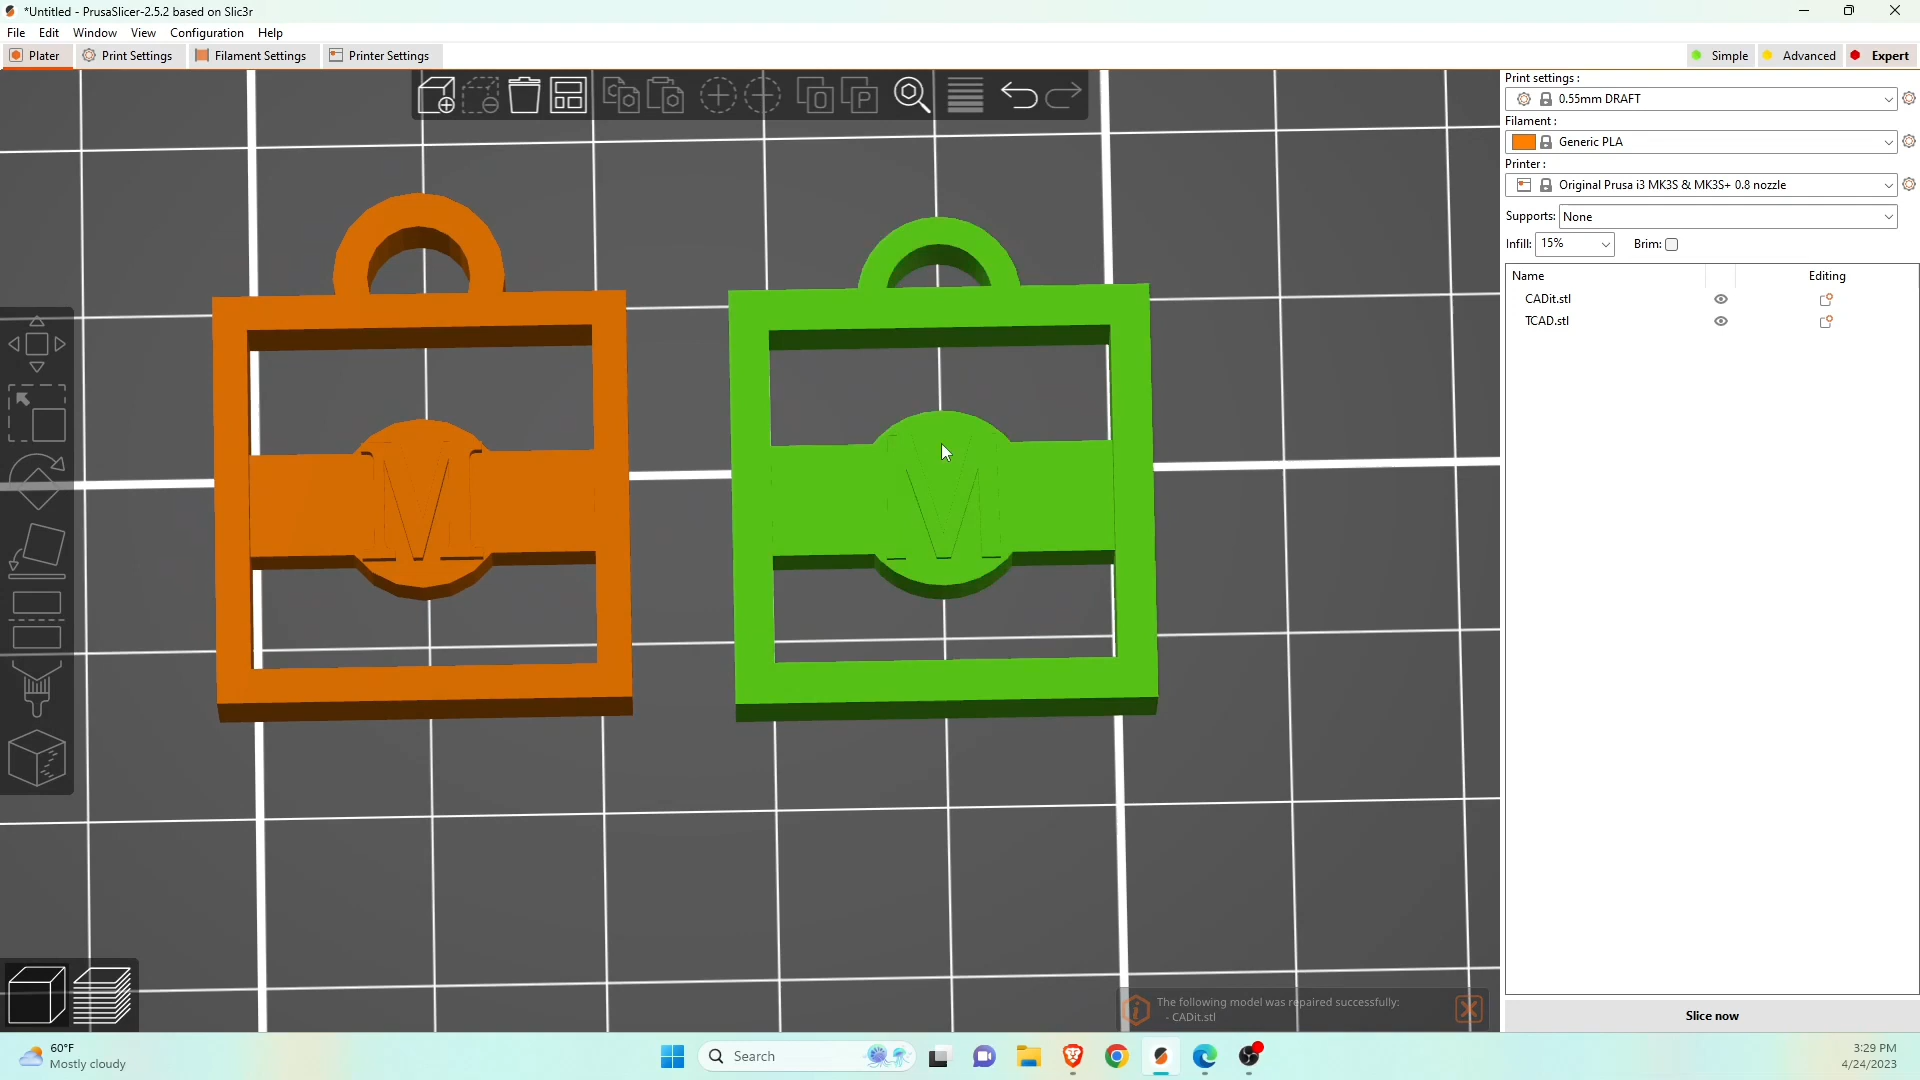 *Untitled - PrusaSlicer-2.5.2 based on Slic3r
File Edit Window View Configuration Help
Plater Print Settings Filament Settings Printer Settings
Simple Advanced Expert
Print settings :
0.55mm DRAFT
Filament :
Generic PLA
Printer :
Original Prusa i3 MK3S & MK3S+ 0.8 nozzle
Supports: None
Infill: 15% Brim:
Name Editing
CADit.stl
TCAD.stl
M M
The following model was repaired successfully:
- CADit.stl
Slice now
60°F
Mostly cloudy
Search
3:29 PM
4/24/2023